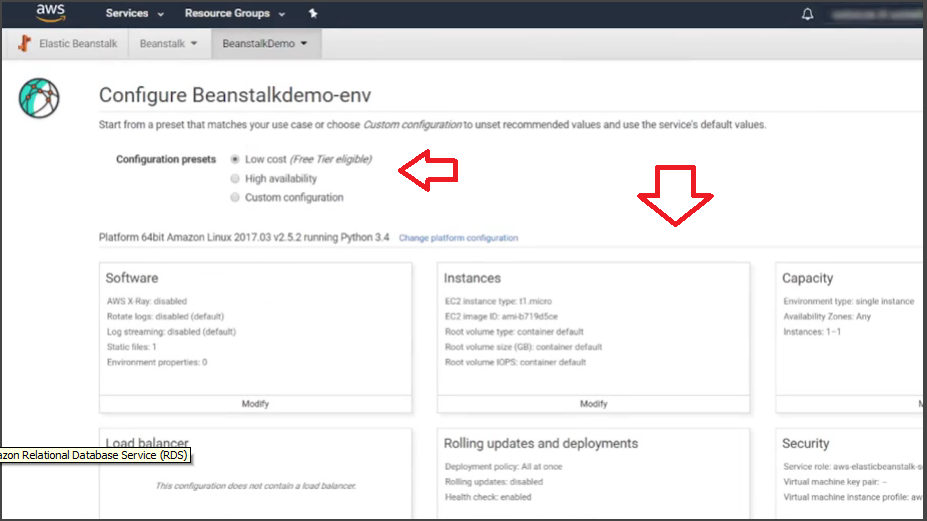 aws
Services
Resource Groups
Elastic Beanstalk
Beanstalk
BeanstalkDemo
Configure Beanstalkdemo-env
Start from a preset that matches your use case or choose Custom configuration to unset recommended values and use the service's default values.
Configuration presets
Low cost (Free Tier eligible)
High availability
Custom configuration
Platform 64bit Amazon Linux 2017.03 v2.5.2 running Python 3.4 Change platform configuration
Software
AWS X-Ray: disabled
Rotate logs: disabled (default)
Log streaming: disabled (default)
Static files: 1
Environment properties: 0
Modify
Instances
EC2 instance type: t1.micro
EC2 image ID: ami-b719d5ce
Root volume type: container default
Root volume size (GB): container default
Root volume IOPS: container default
Modify
Capacity
Environment type: single instance
Availability Zones: Any
Instances: 1–1
M
Load balancer
zon Relational Database Service (RDS)
This configuration does not contain a load balancer.
Rolling updates and deployments
Deployment policy: All at once
Rolling updates: disabled
Health check: enabled
Security
Service role: aws-elasticbeanstalk-s
Virtual machine key pair: --
Virtual machine instance profile: aw